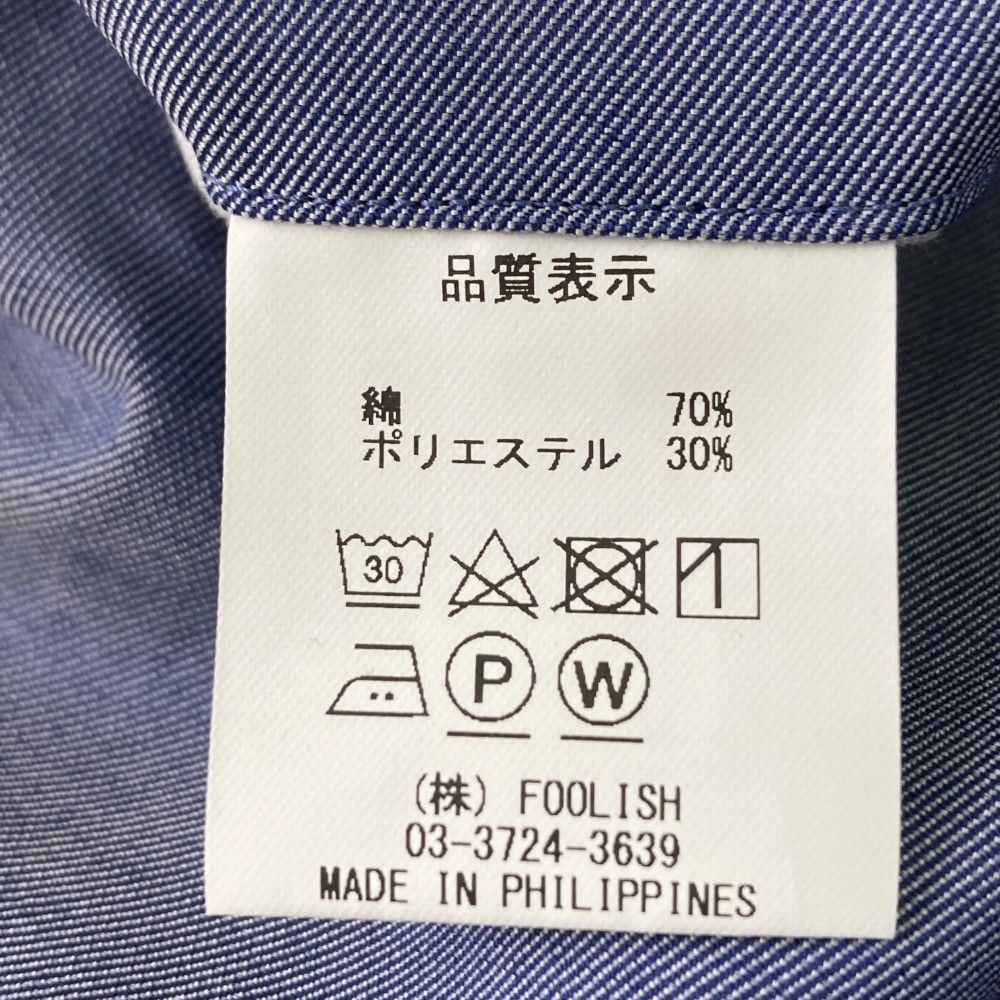 品質表示
綿 70%
ポリエステル 30%
30
P W
(株) FOOLISH
03-3724-3639
MADE IN PHILIPPINES